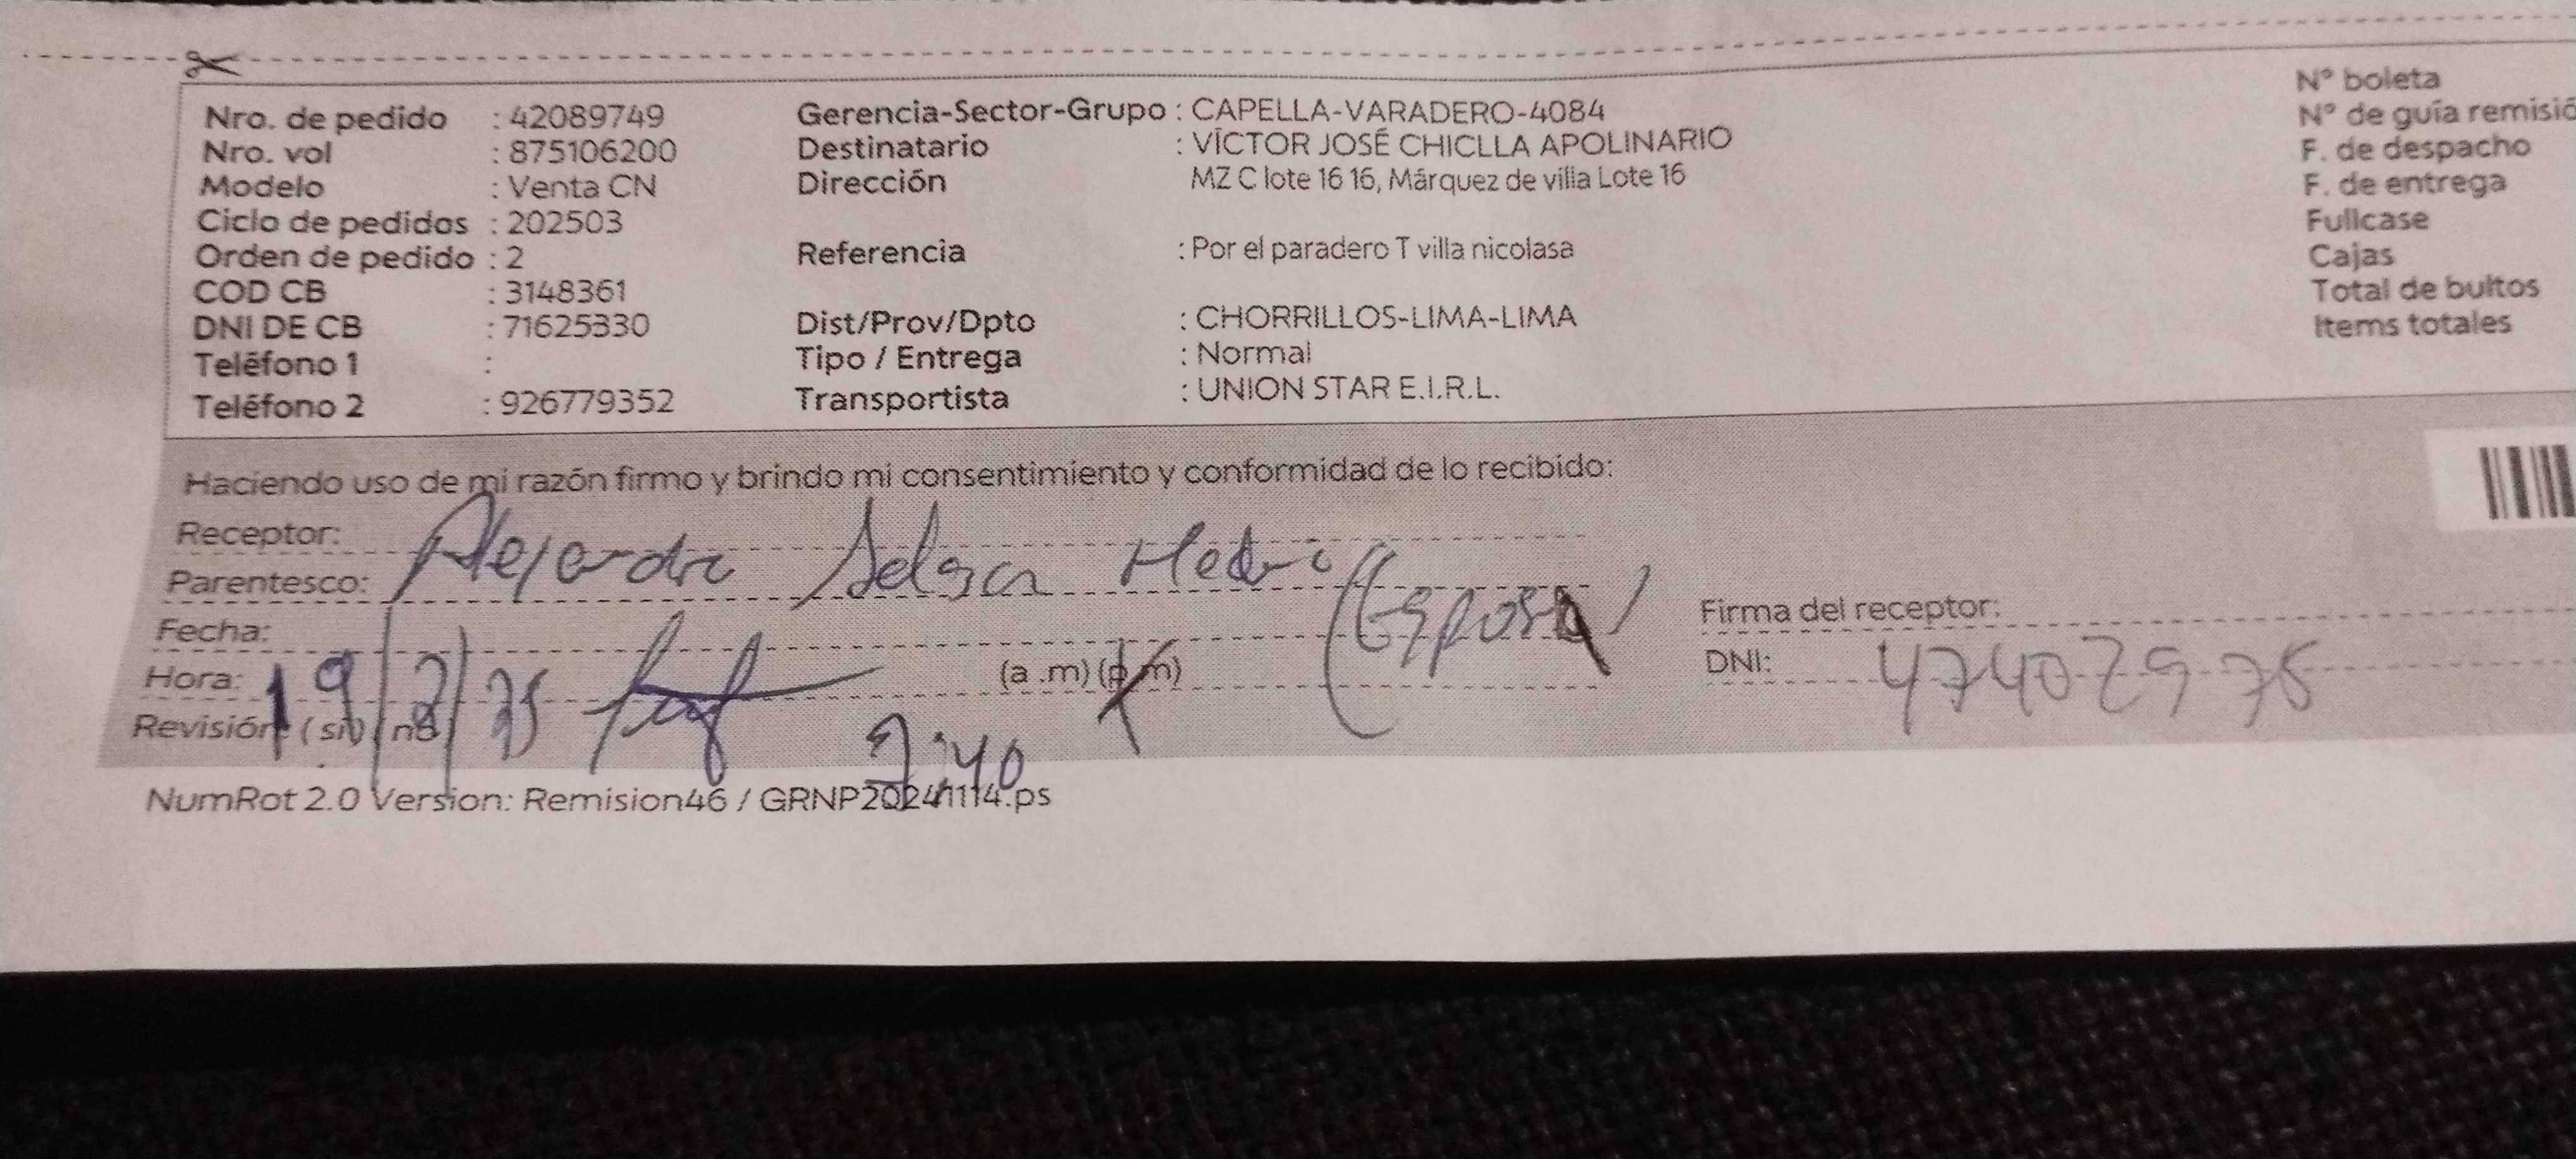 Nro. de pedido : 42089749
Nro. vol : 875106200
Modelo : Venta CN
Ciclo de pedidos : 202503
Orden de pedido : 2
COD CB : 3148361
DNI DE CB : 71625330
Teléfono 1 :
Teléfono 2 : 926779352
Gerencia-Sector-Grupo : CAPELLA-VARADERO-4084
Destinatario : VÍCTOR JOSÉ CHICLLA APOLINARIO
Dirección MZ C lote 16 16, Márquez de villa Lote 16
Referencia : Por el paradero T villa nicolasa
Dist/Prov/Dpto : CHORRILLOS-LIMA-LIMA
Tipo / Entrega : Normal
Transportista : UNION STAR E.I.R.L.
N° boleta
N° de guía remisió
F. de despacho
F. de entrega
Fullcase
Cajas
Total de bultos
Items totales
Haciendo uso de mi razón firmo y brindo mi consentimiento y conformidad de lo recibido:
Receptor:
Alejandro
Parentesco:
(Esposo)
Fecha:
Hora: (a .m) (p.m)
19/2/25
Revisión: ( si) ( no )
7:40
Firma del receptor:
DNI: 47402975
NumRot 2.0 Version: Remision46 / GRNP20241114.ps